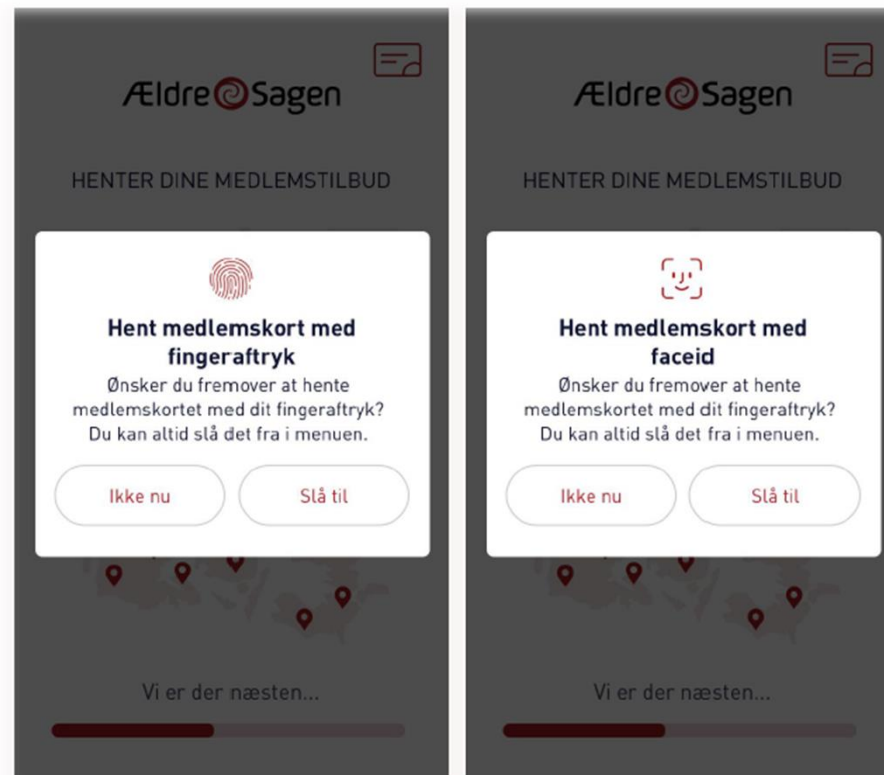 ÆldreSagen
HENTER DINE MEDLEMSTILBUD
Hent medlemskort med
fingeraftryk
Ønsker du fremover at hente
medlemskortet med dit fingeraftryk?
Du kan altid slå det fra i menuen.
Ikke nu
Slå til
Vi er der næsten...
ÆldreSagen
HENTER DINE MEDLEMSTILBUD
Hent medlemskort med
faceid
Ønsker du fremover at hente
medlemskortet med dit fingeraftryk?
Du kan altid slå det fra i menuen.
Ikke nu
Slå til
Vi er der næsten...